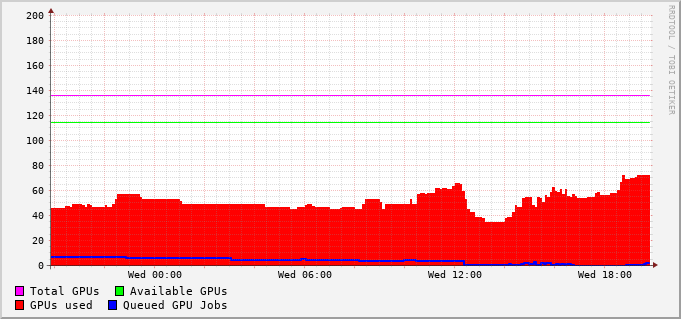 RRDTOOL / TOBI OETIKER
200
180
160
140
120
100
80
60
40
20
0
Wed 00:00 Wed 06:00 Wed 12:00 Wed 18:00
Total GPUs Available GPUs
GPUs used Queued GPU Jobs